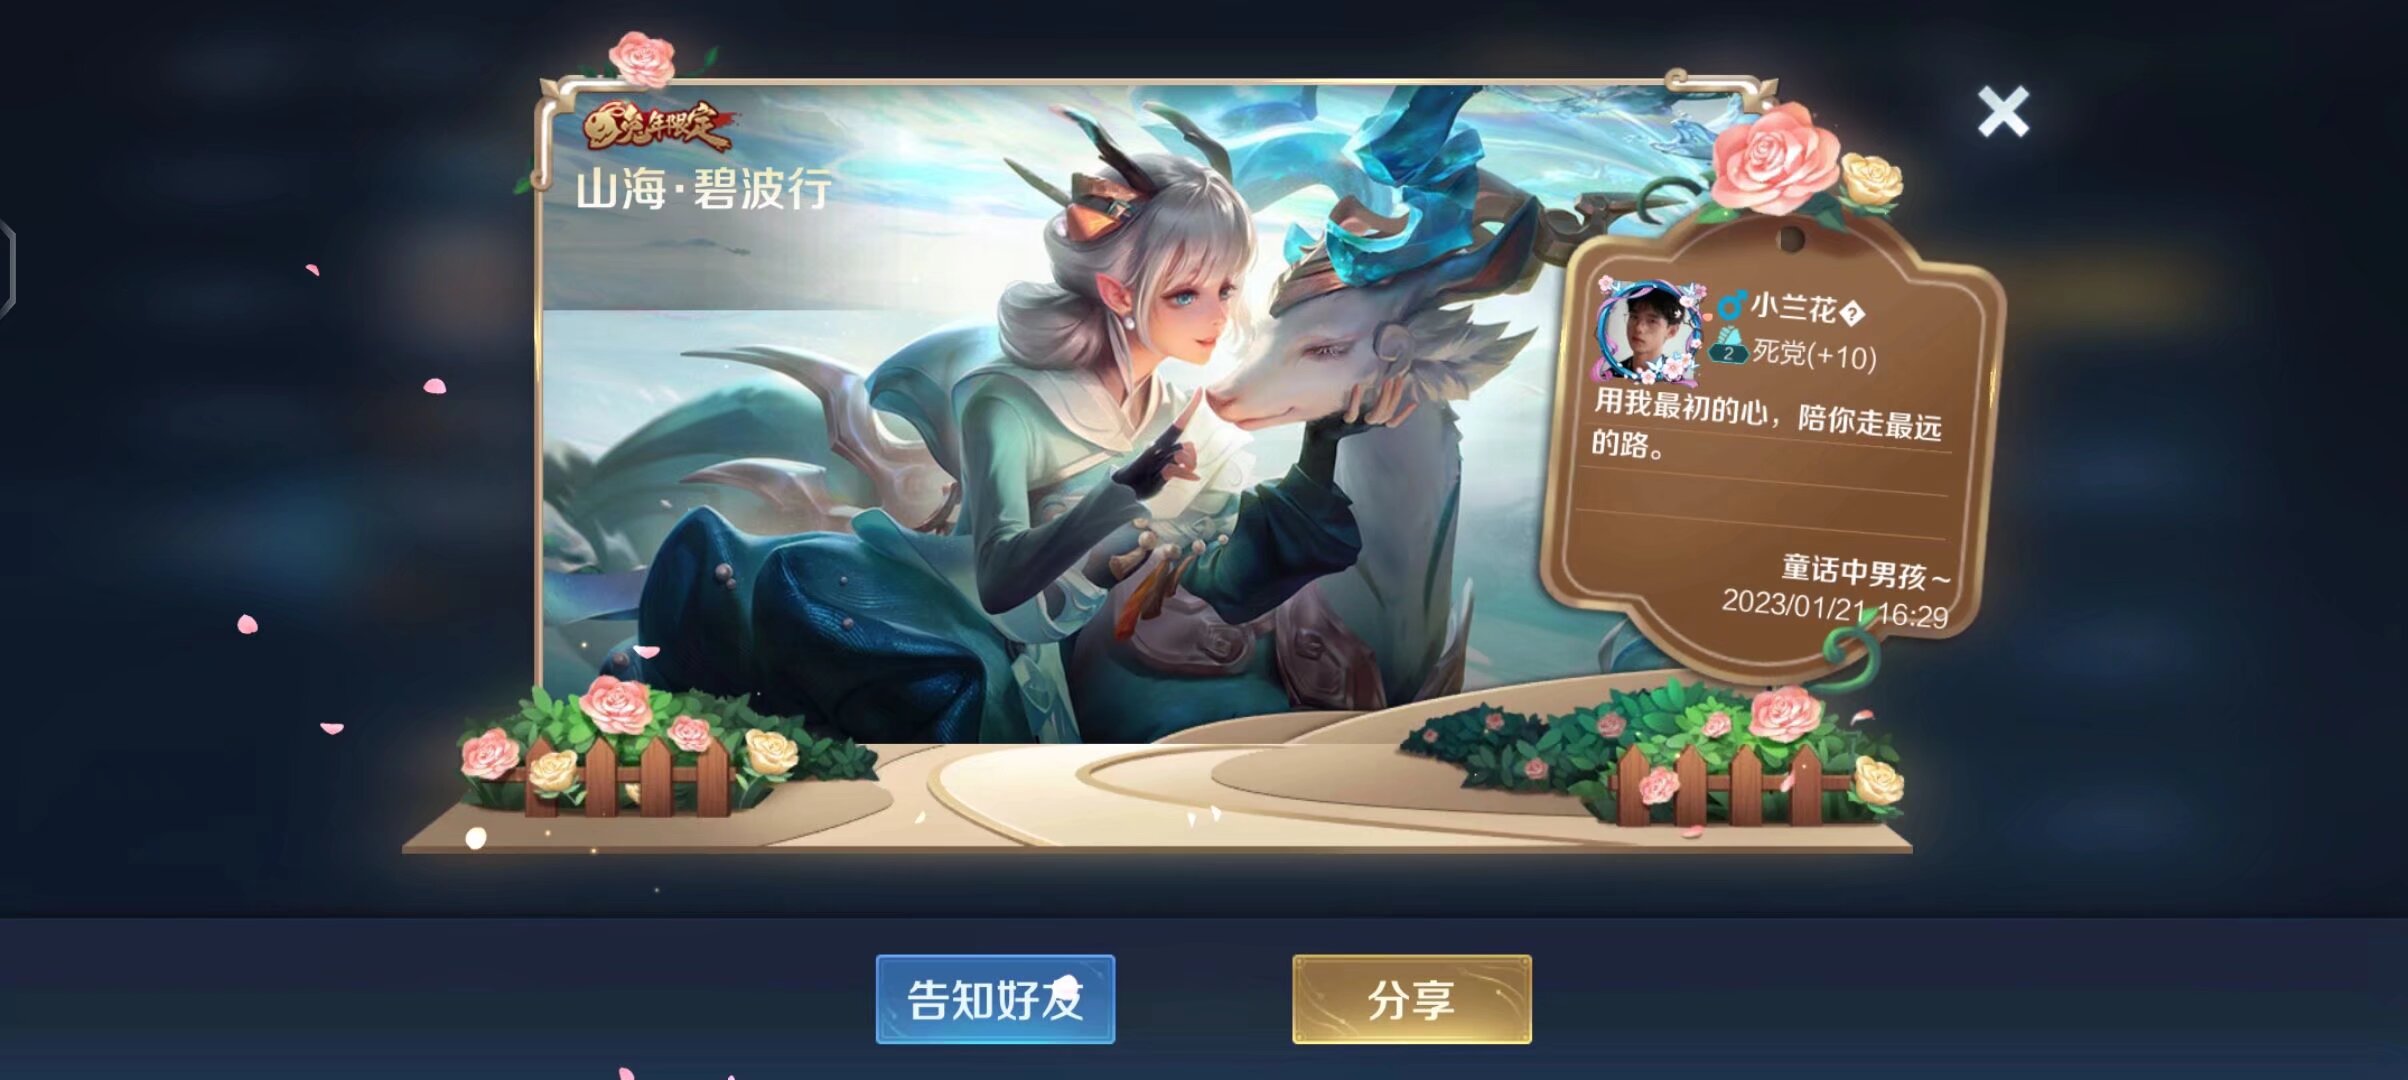 兔年限定
山海·碧波行
小兰花�
2
死党(+10)
用我最初的心，陪你走最远
的路。
童话中男孩~
2023/01/21 16:29
告知好友
分享